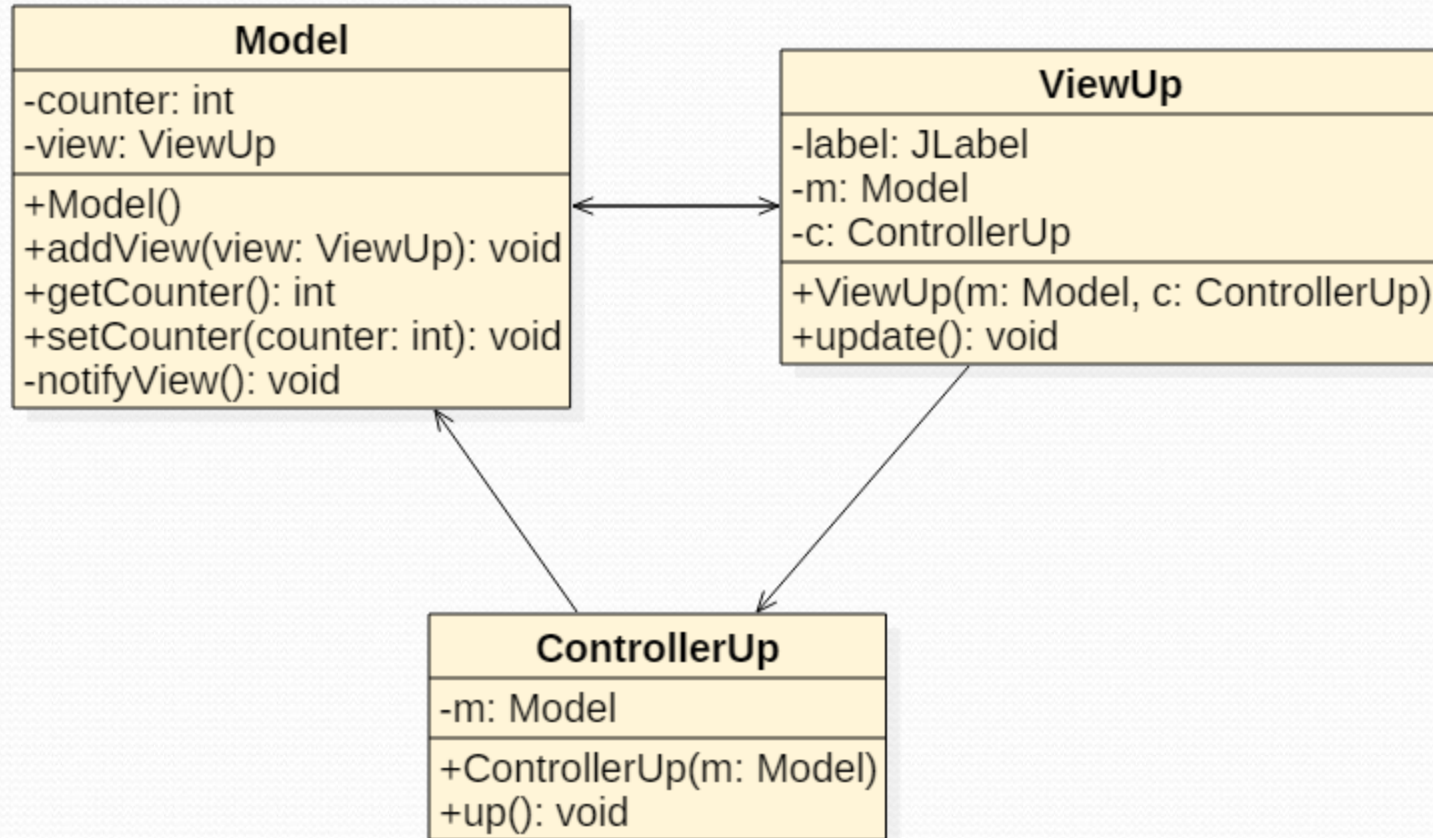 Model
-counter: int
-view: ViewUp
+Model()
+addView(view: ViewUp): void
+getCounter(): int
+setCounter(counter: int): void
-notifyView(): void
ViewUp
-label: JLabel
-m: Model
-c: ControllerUp
+ViewUp(m: Model, c: ControllerUp)
+update(): void
ControllerUp
-m: Model
+ControllerUp(m: Model)
+up(): void